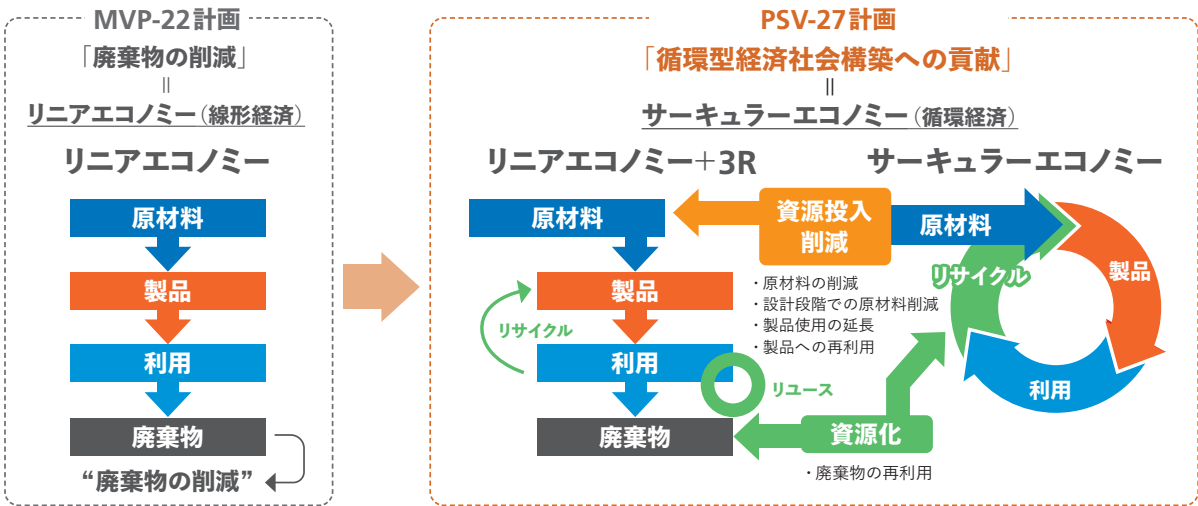 MVP-22計画
「廃棄物の削減」
＝
リニアエコノミー（線形経済）
リニアエコノミー
原材料
製品
利用
廃棄物
“廃棄物の削減”
PSV-27計画
「循環型経済社会構築への貢献」
＝
サーキュラーエコノミー（循環経済）
リニアエコノミー＋3R
原材料
製品
リサイクル
利用
リユース
廃棄物
資源投入
削減
・原材料の削減
・設計段階での原材料削減
・製品使用の延長
・製品への再利用
資源化
・廃棄物の再利用
サーキュラーエコノミー
原材料
リサイクル
製品
利用